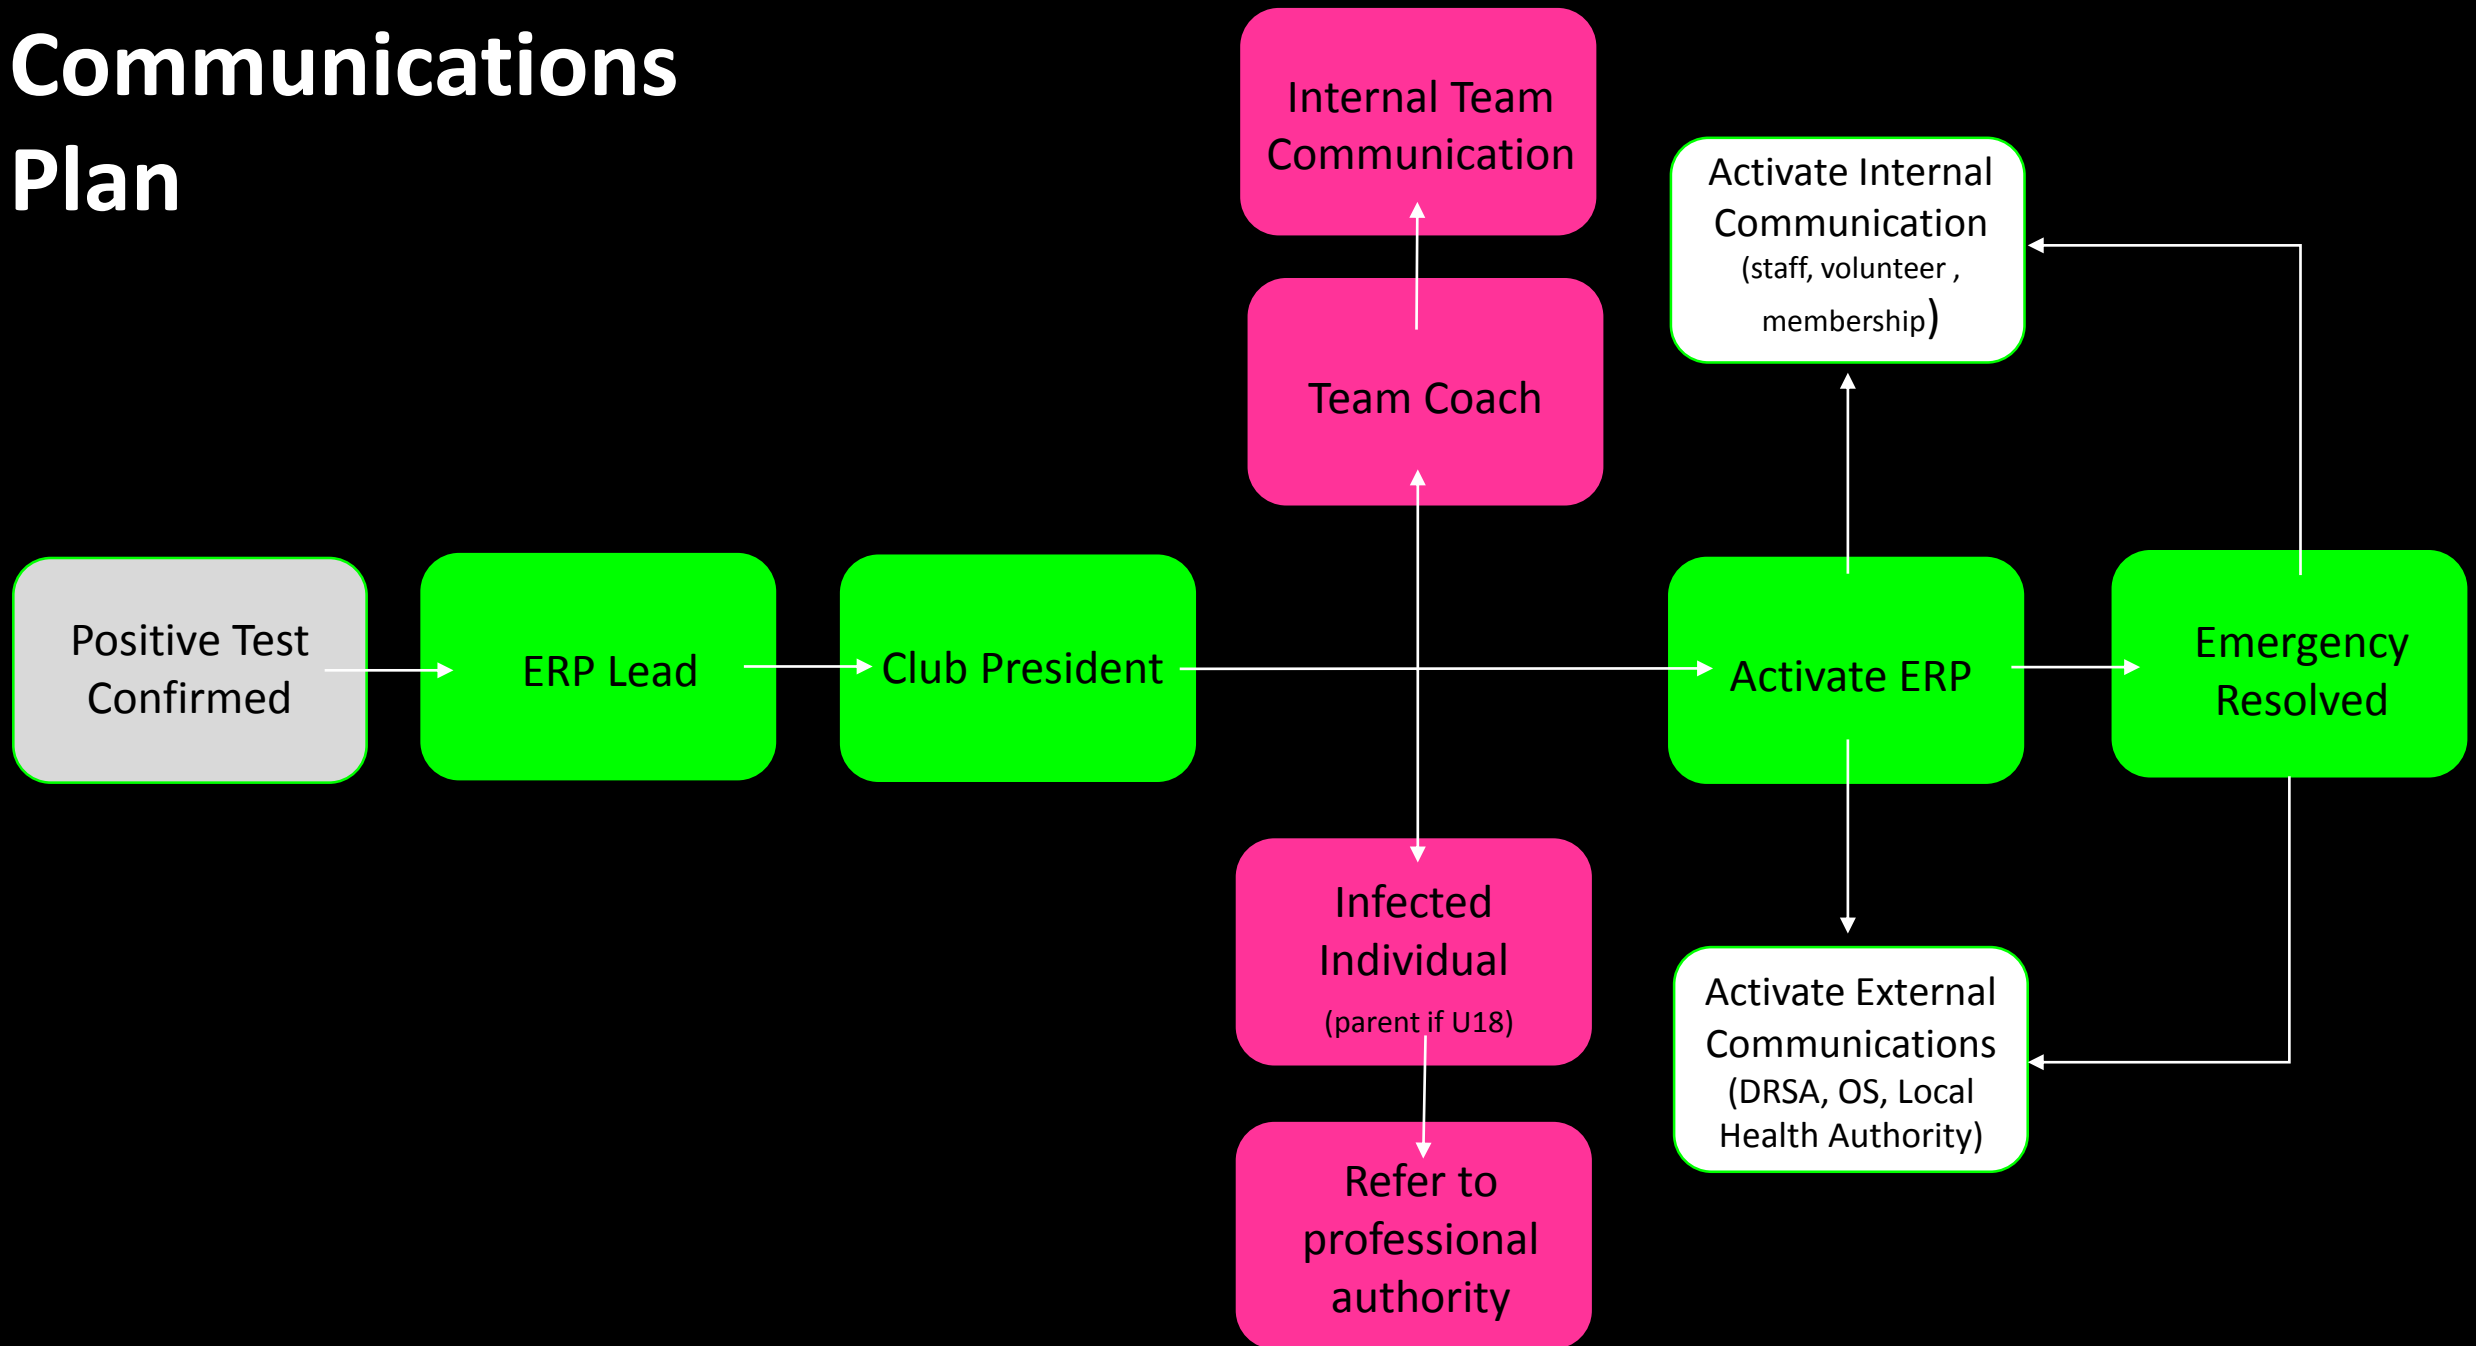 Communications
Plan
Internal Team
Communication
Team Coach
Activate Internal
Communication
(staff, volunteer ,
membership)
Positive Test
Confirmed
ERP Lead
Club President
Activate ERP
Emergency
Resolved
Infected
Individual
(parent if U18)
Refer to
professional
authority
Activate External
Communications
(DRSA, OS, Local
Health Authority)